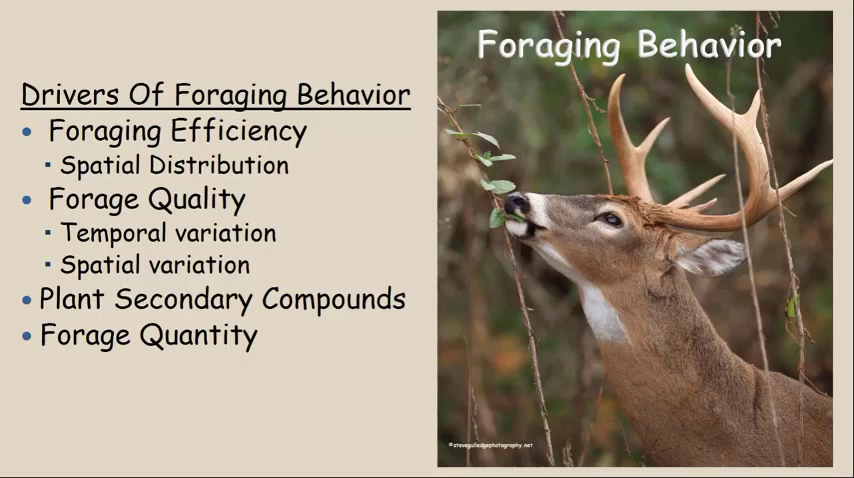 Foraging Behavior
Drivers Of Foraging Behavior
• Foraging Efficiency
▪ Spatial Distribution
• Forage Quality
▪ Temporal variation
▪ Spatial variation
• Plant Secondary Compounds
• Forage Quantity
©stevegulledgephotography.net